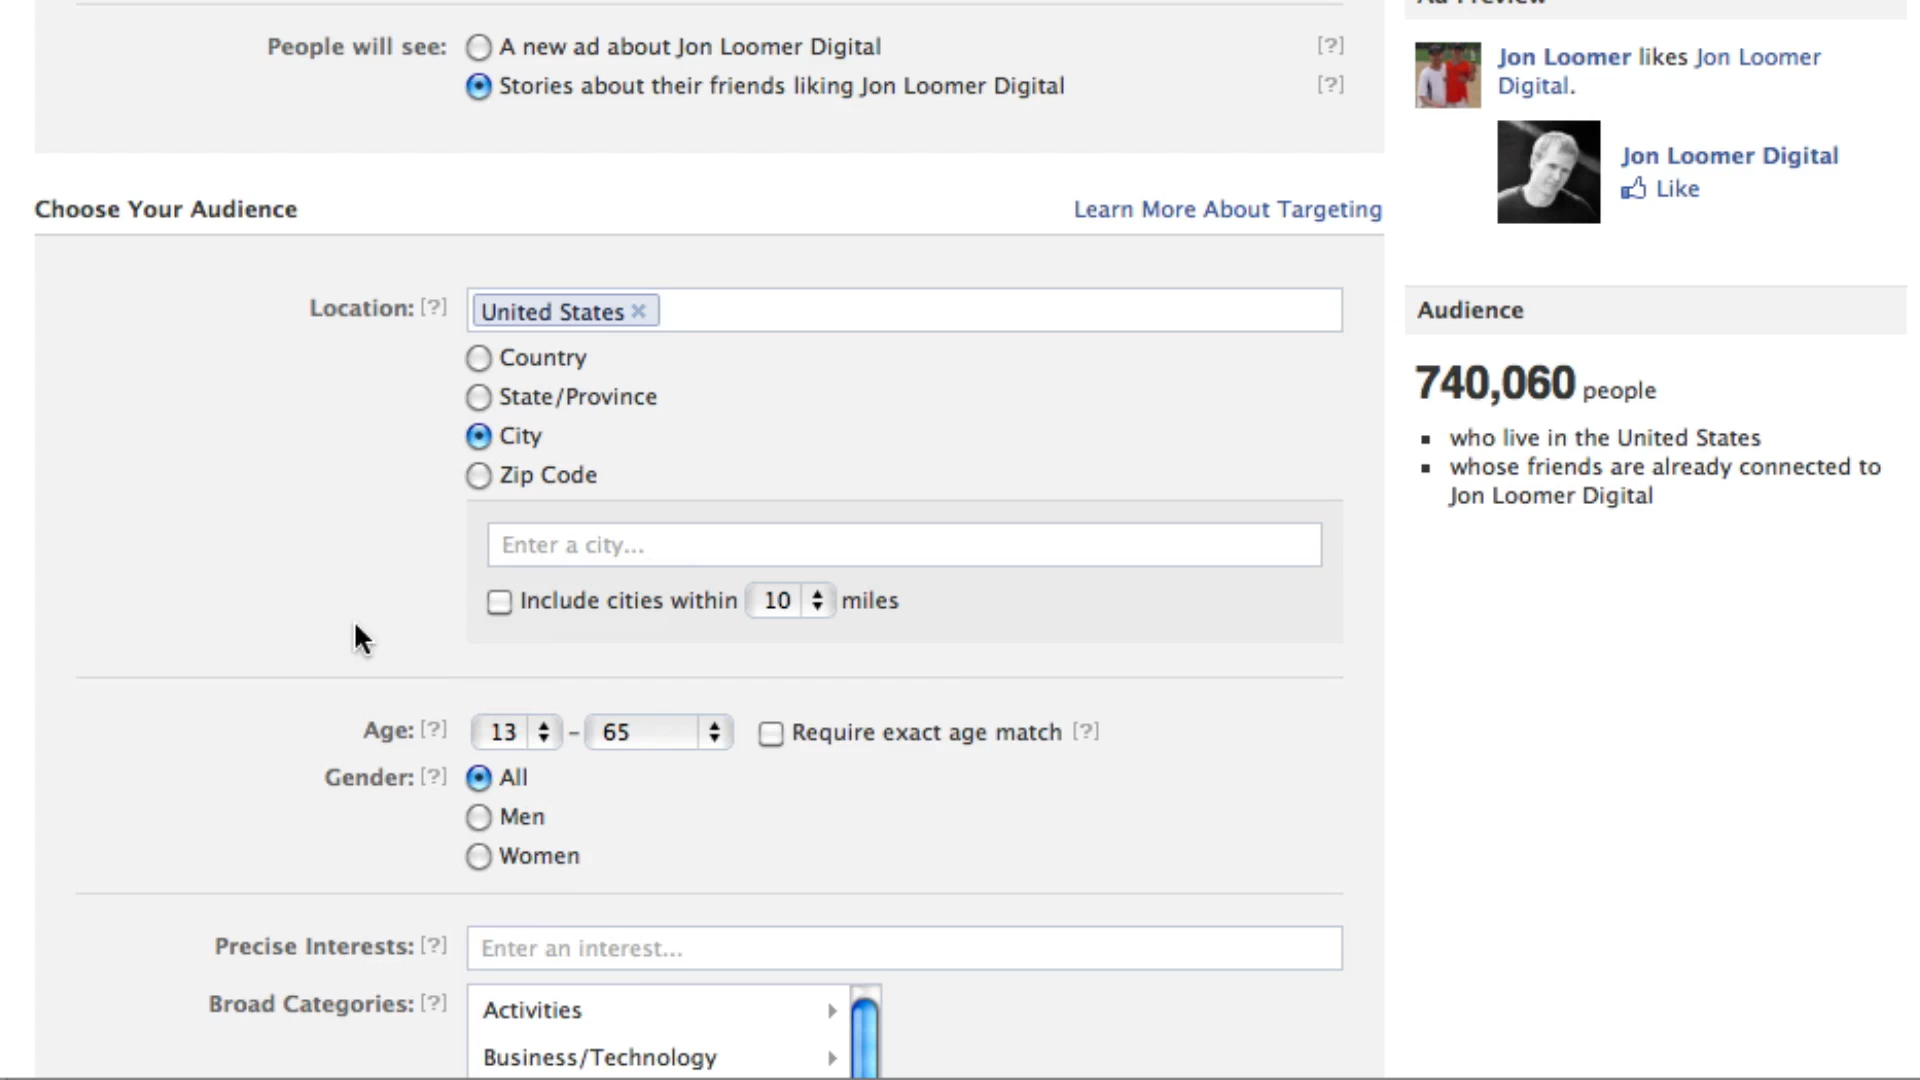 Ad Preview
People will see: A new ad about Jon Loomer Digital [?]
Stories about their friends liking Jon Loomer Digital [?]
Jon Loomer likes Jon Loomer
Digital.
Jon Loomer Digital
Like
Choose Your Audience Learn More About Targeting
Location: [?] United States ×
Country
State/Province
City
Zip Code
Enter a city...
Include cities within 10 miles
Audience
740,060 people
who live in the United States
whose friends are already connected to
Jon Loomer Digital
Age: [?] 13 – 65 Require exact age match [?]
Gender: [?] All
Men
Women
Precise Interests: [?] Enter an interest...
Broad Categories: [?] Activities
Business/Technology